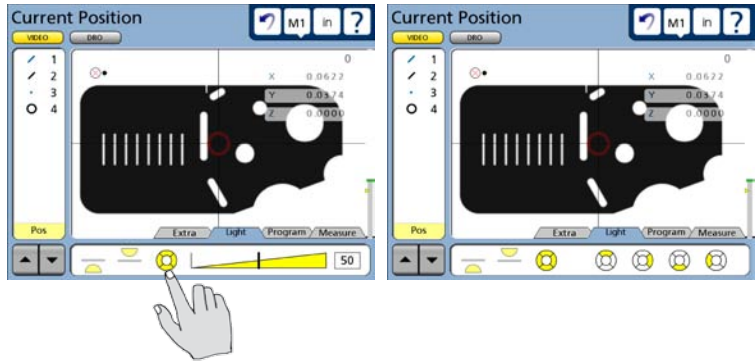 Current Position
M1
in
?
VIDEO
DRO
1
2
3
4
0
X 0.0622
Y 0.0374
Z 0.0000
Pos
Extra
Light
Program
Measure
50
Current Position
M1
in
?
VIDEO
DRO
1
2
3
4
0
X 0.0622
Y 0.0374
Z 0.0000
Pos
Extra
Light
Program
Measure